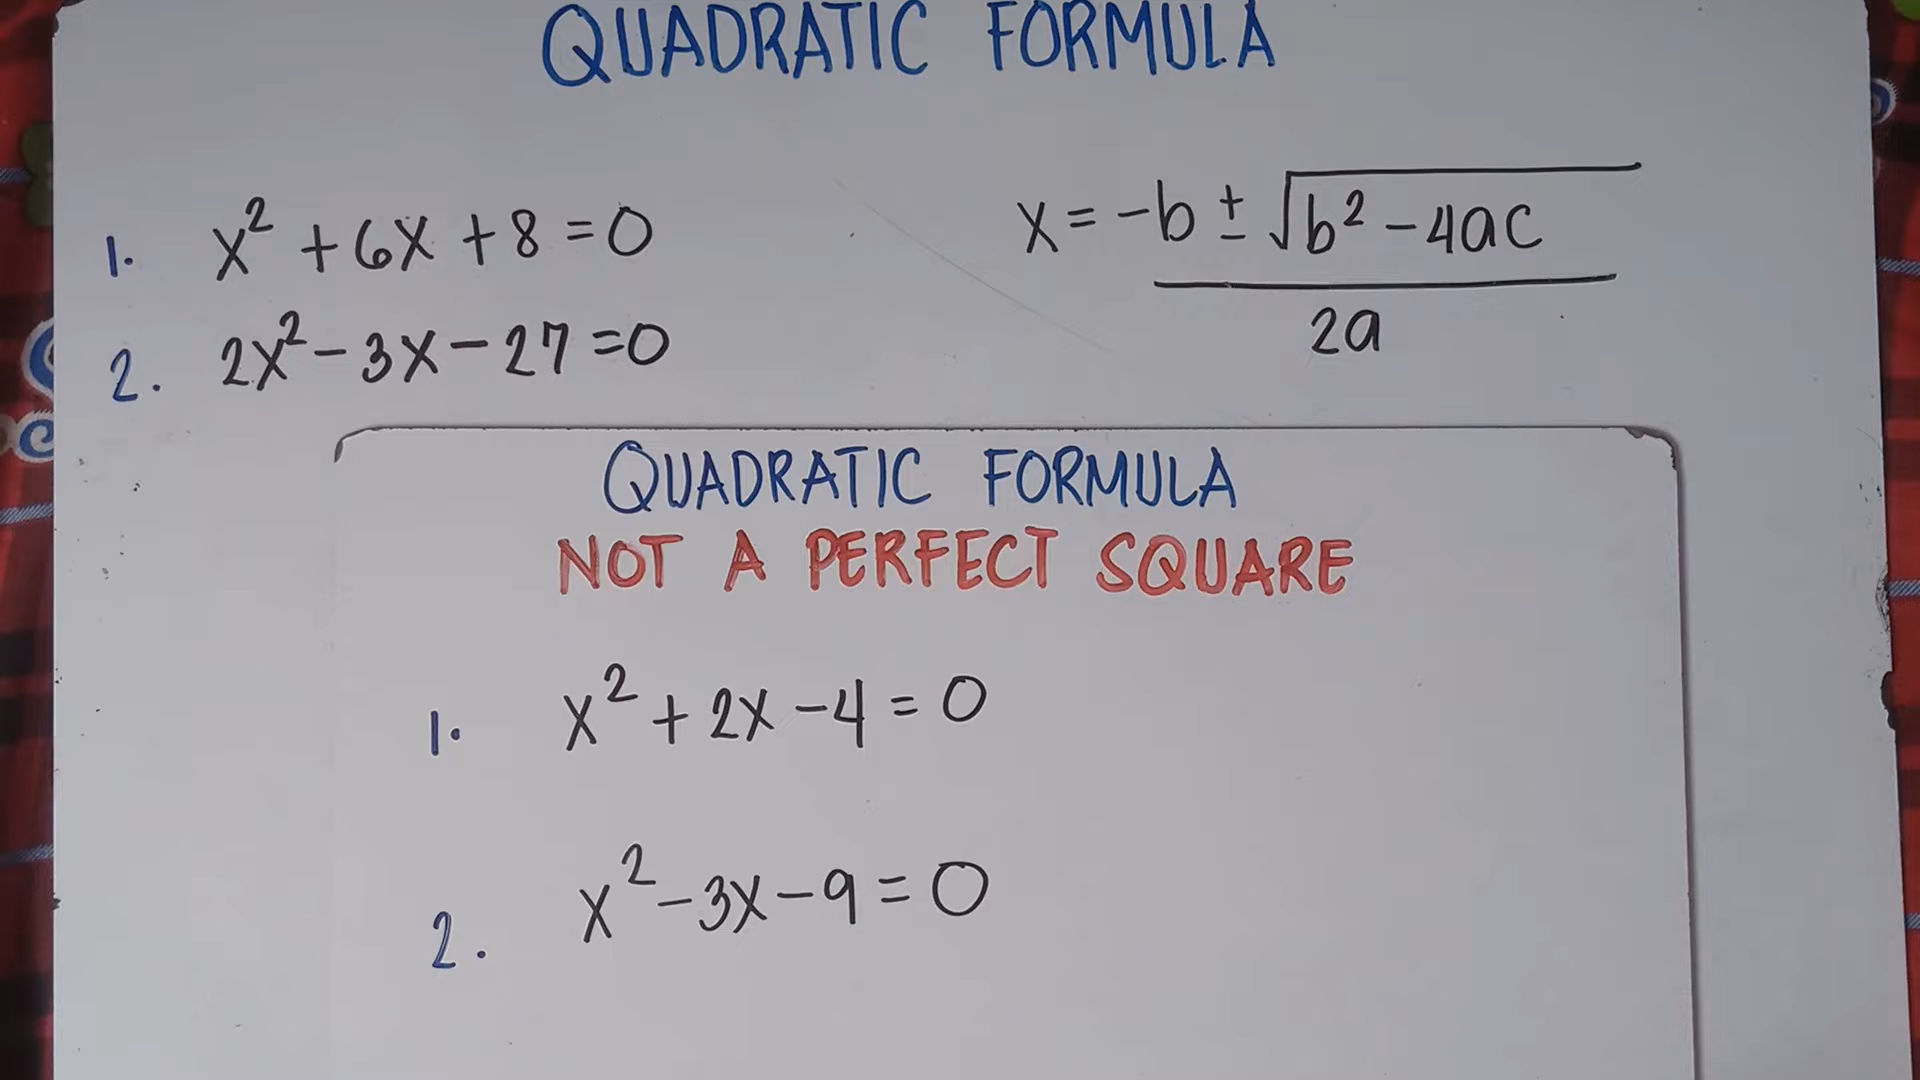 QUADRATIC FORMULA
1. x² + 6x + 8 = 0
x = -b ± √b² - 4ac
2a
2. 2x² - 3x - 27 = 0
QUADRATIC FORMULA
NOT A PERFECT SQUARE
1. x² + 2x - 4 = 0
2. x² - 3x - 9 = 0